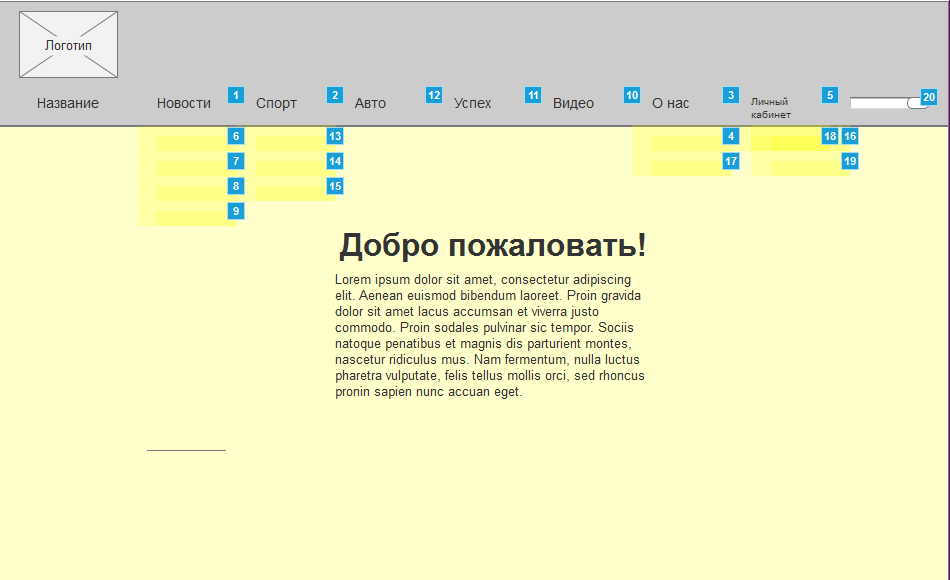 Логотип
Название Новости 1 Спорт 2 Авто 12 Успех 11 Видео 10 О нас 3 Личный кабинет 5 20
6 13 4 18 16
7 14 17 19
8 15
9
Добро пожаловать!
Lorem ipsum dolor sit amet, consectetur adipiscing
elit. Aenean euismod bibendum laoreet. Proin gravida
dolor sit amet lacus accumsan et viverra justo
commodo. Proin sodales pulvinar sic tempor. Sociis
natoque penatibus et magnis dis parturient montes,
nascetur ridiculus mus. Nam fermentum, nulla luctus
pharetra vulputate, felis tellus mollis orci, sed rhoncus
pronin sapien nunc accuan eget.